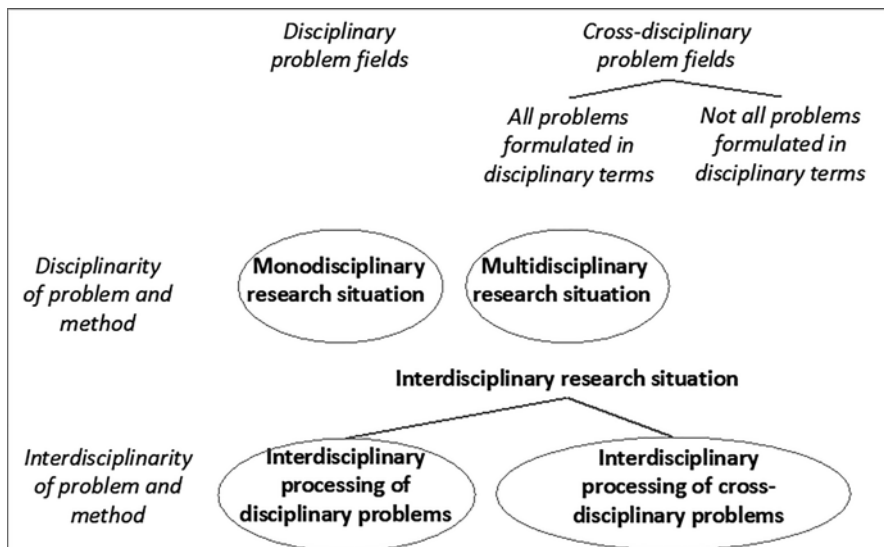 Disciplinary
problem fields
Cross-disciplinary
problem fields
All problems
formulated in
disciplinary terms
Not all problems
formulated in
disciplinary terms
Disciplinarity
of problem and
method
Monodisciplinary
research situation
Multidisciplinary
research situation
Interdisciplinary research situation
Interdisciplinarity
of problem and
method
Interdisciplinary
processing of
disciplinary problems
Interdisciplinary
processing of cross-
disciplinary problems